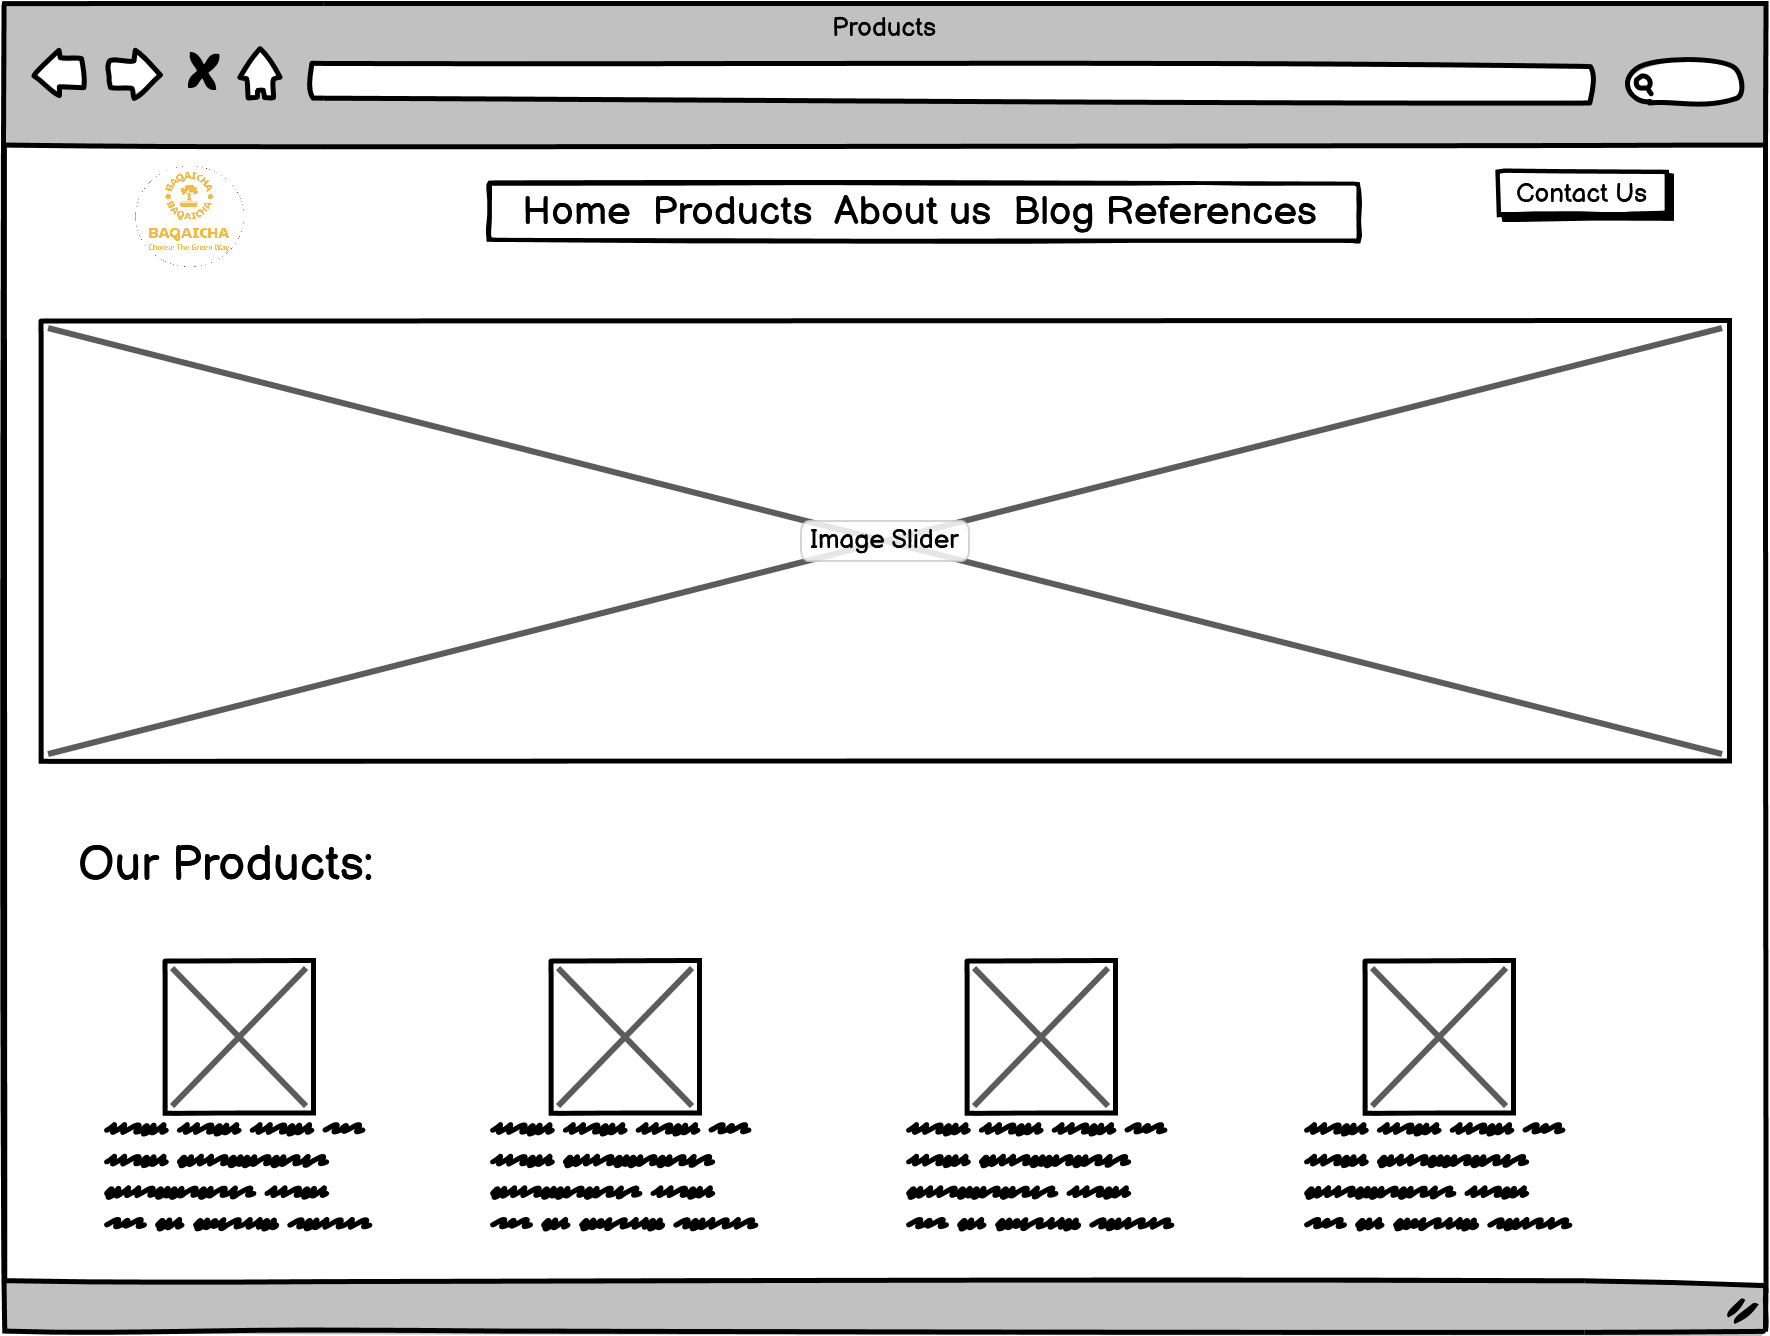 Products
BAQAICHA
BAQAICHA
BAQAICHA
Choose The Green Way
Home Products About us Blog References
Contact Us
Image Slider
Our Products: